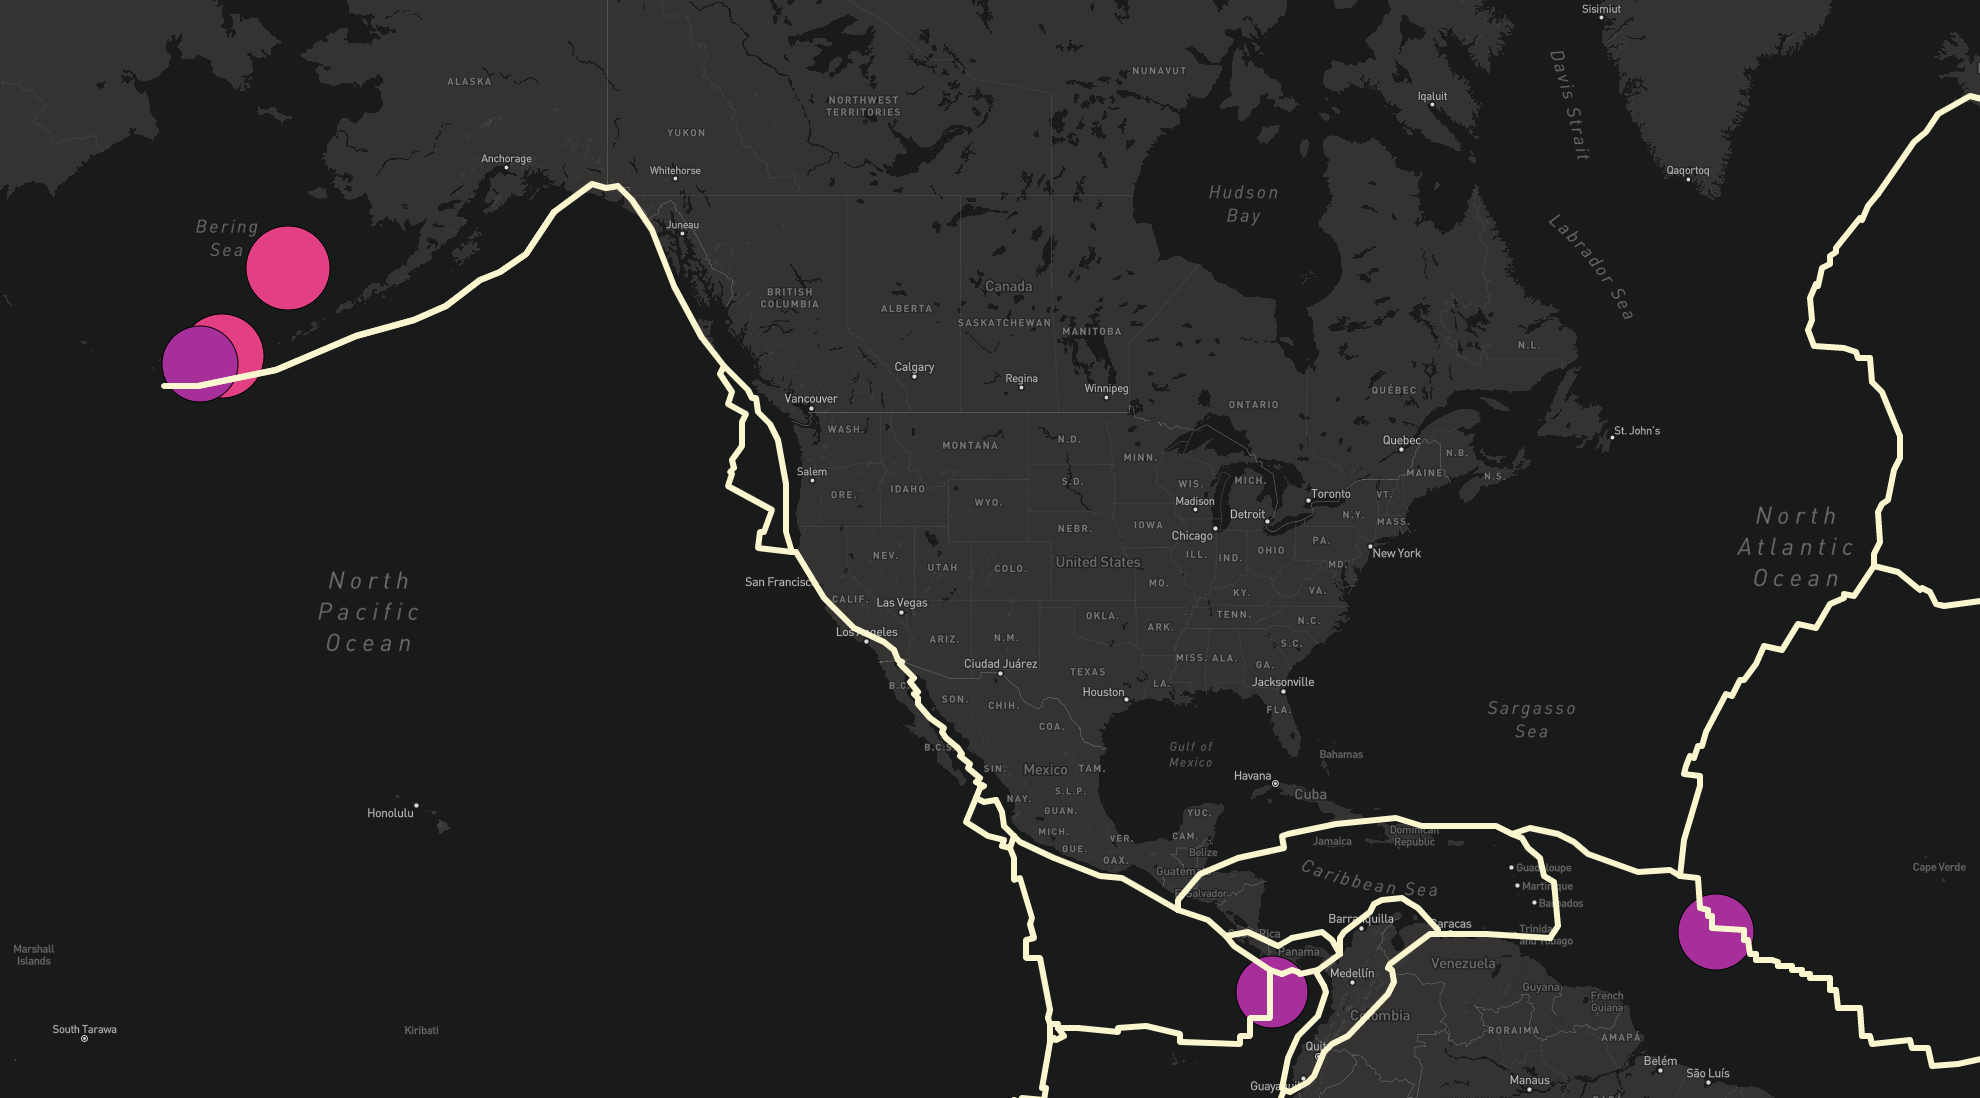 Sisimiut
Davis Strait
NUNAVUT
ALASKA
NORTHWEST
TERRITORIES
Iqaluit
YUKON
Anchorage
Whitehorse
Qaqortoq
Hudson
Bay
Labrador Sea
Bering
Sea
Juneau
Canada
BRITISH
COLUMBIA
ALBERTA
SASKATCHEWAN
MANITOBA
N.L.
Calgary
Regina
Winnipeg
QUÉBEC
Vancouver
ONTARIO
WASH.
MONTANA
N.D.
Quebec
St. John's
N.B.
MINN.
MAINE
Salem
N.S.
ORE.
IDAHO
WYO.
S.D.
WIS.
MICH.
Madison
Toronto
VT.
Detroit
N.Y.
MASS.
North
Atlantic
Ocean
NEBR.
IOWA
Chicago
PA.
New York
NEV.
UTAH
COLO.
United States
ILL.
IND.
OHIO
MD.
North
Pacific
Ocean
San Francisc
MO.
KY.
VA.
CALIF.
Las Vegas
OKLA.
ARK.
TENN.
N.C.
Los Angeles
ARIZ.
N.M.
S.C.
Ciudad Juárez
TEXAS
MISS.
ALA.
GA.
B.C.
SON.
CHIH.
Houston
LA.
Jacksonville
FLA.
Sargasso
Sea
COA.
B.C.S.
Gulf of
Mexico
Bahamas
SIN.
Mexico
TAM.
Havana
Cuba
NAY.
S.L.P.
GUAN.
YUC.
Honolulu
MICH.
VER.
CAM.
Dominican
Republic
Jamaica
GUE.
OAX.
Belize
Guatemala
Guadeloupe
Cape Verde
Caribbean Sea
Martinique
El Salvador
Barbados
Barranquilla
Caracas
Costa Rica
Trinidad
and Tobago
Marshall
Islands
Panama
Medellín
Venezuela
Guyana
French
Guiana
Colombia
South Tarawa
Kiribati
RORAIMA
AMAPÁ
Quito
Belém
São Luís
Guayaquil
Manaus